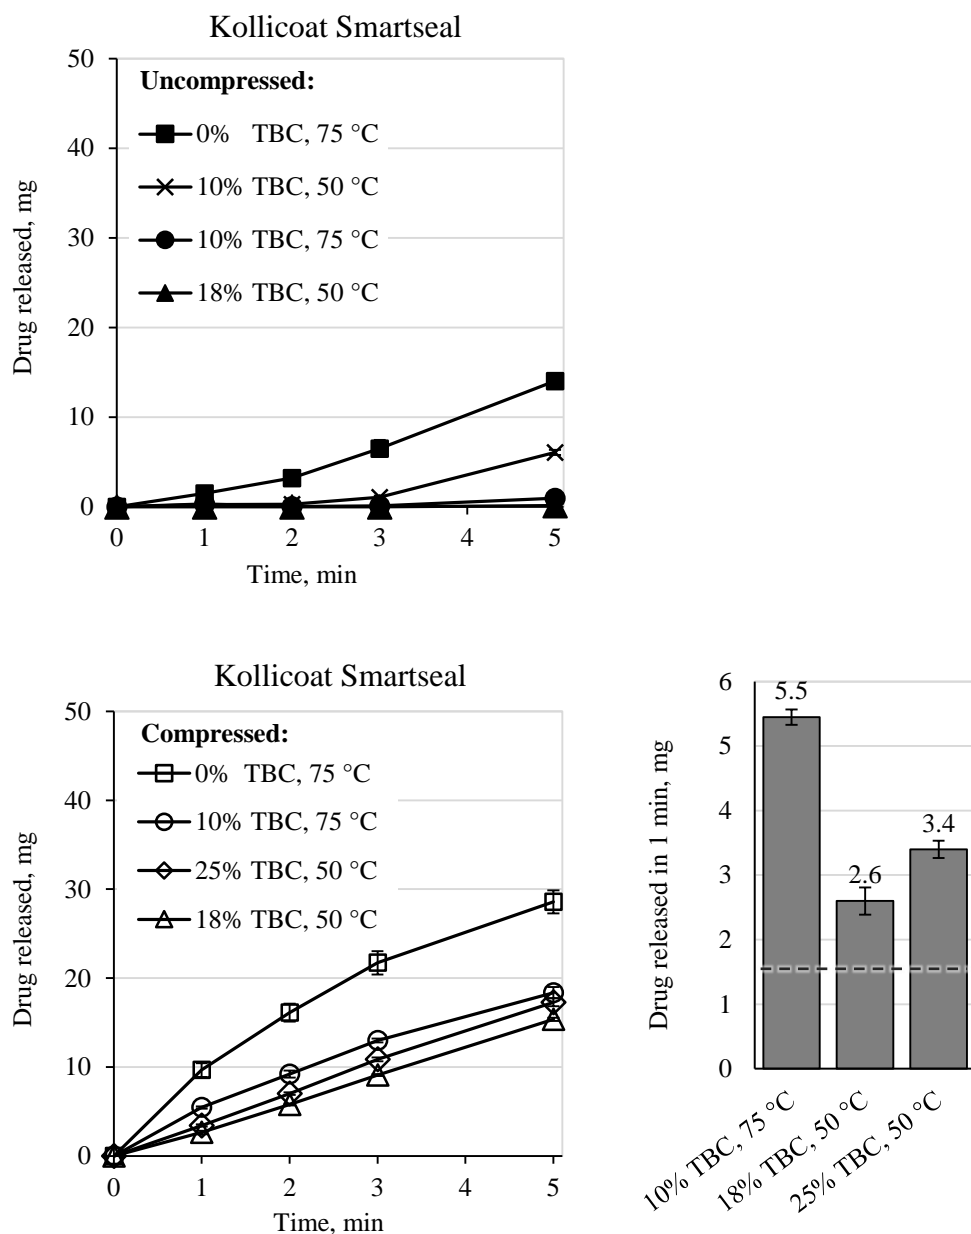 Kollicoat Smartseal
Uncompressed:
0% TBC, 75 °C
10% TBC, 50 °C
10% TBC, 75 °C
18% TBC, 50 °C
50
40
30
20
10
0
Drug released, mg
0 1 2 3 4 5
Time, min
Kollicoat Smartseal
Compressed:
0% TBC, 75 °C
10% TBC, 75 °C
25% TBC, 50 °C
18% TBC, 50 °C
50
40
30
20
10
0
Drug released, mg
0 1 2 3 4 5
Time, min
6
5
4
3
2
1
0
Drug released in 1 min, mg
5.5
2.6
3.4
10% TBC, 75 °C
18% TBC, 50 °C
25% TBC, 50 °C